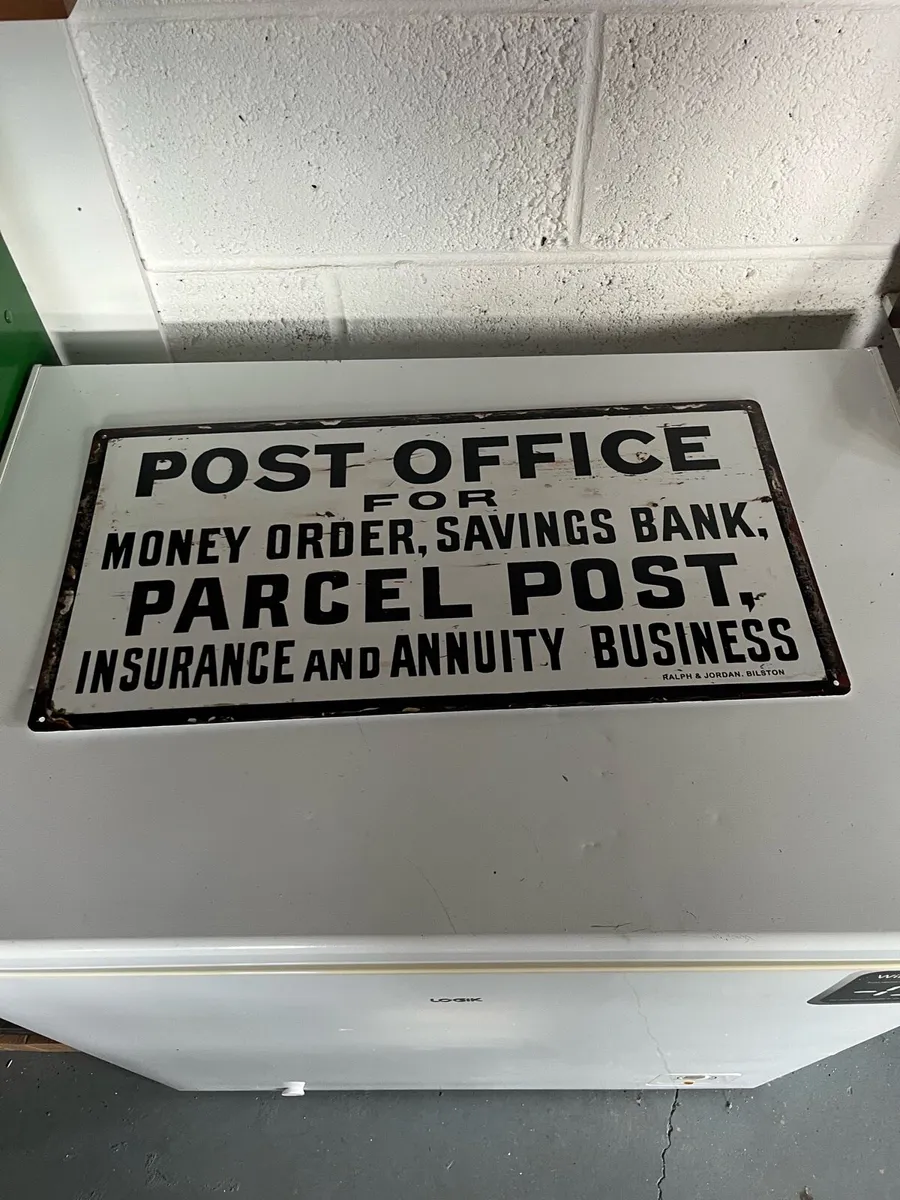 POST OFFICE
FOR
MONEY ORDER, SAVINGS BANK,
PARCEL POST,
INSURANCE AND ANNUITY BUSINESS
RALPH & JORDAN. BILSTON
LOGIK